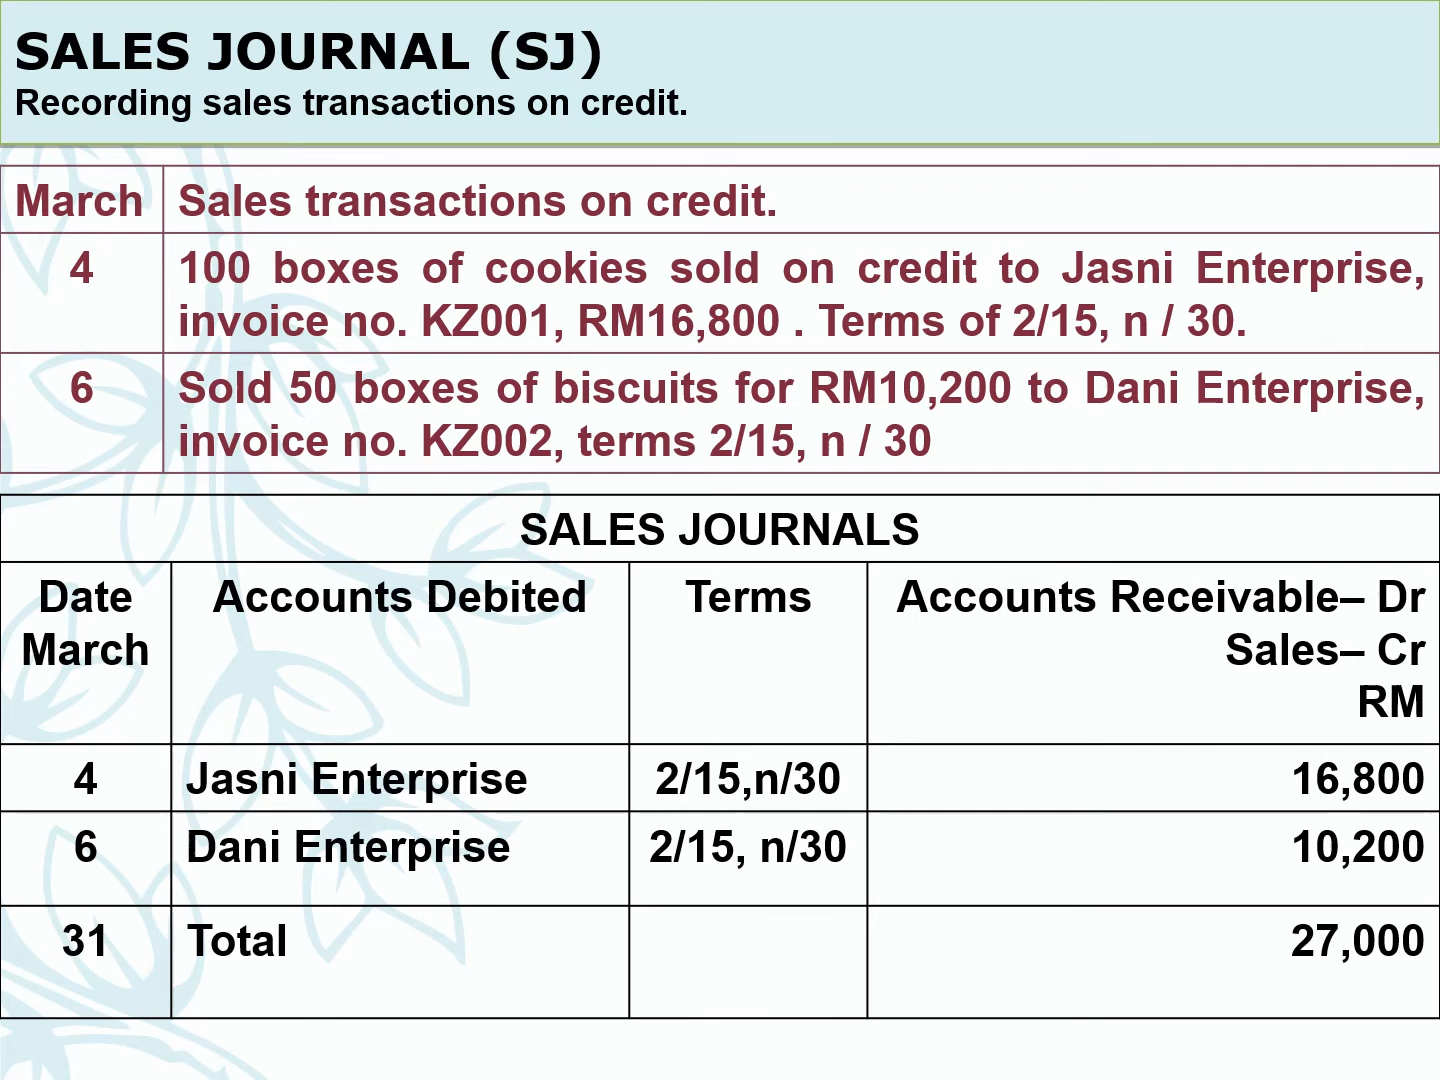 SALES JOURNAL (SJ)
Recording sales transactions on credit.
March Sales transactions on credit.
4 100 boxes of cookies sold on credit to Jasni Enterprise,
invoice no. KZ001, RM16,800 . Terms of 2/15, n / 30.
6 Sold 50 boxes of biscuits for RM10,200 to Dani Enterprise,
invoice no. KZ002, terms 2/15, n / 30
SALES JOURNALS
Date Accounts Debited Terms Accounts Receivable– Dr
March Sales– Cr
RM
4 Jasni Enterprise 2/15,n/30 16,800
6 Dani Enterprise 2/15, n/30 10,200
31 Total 27,000